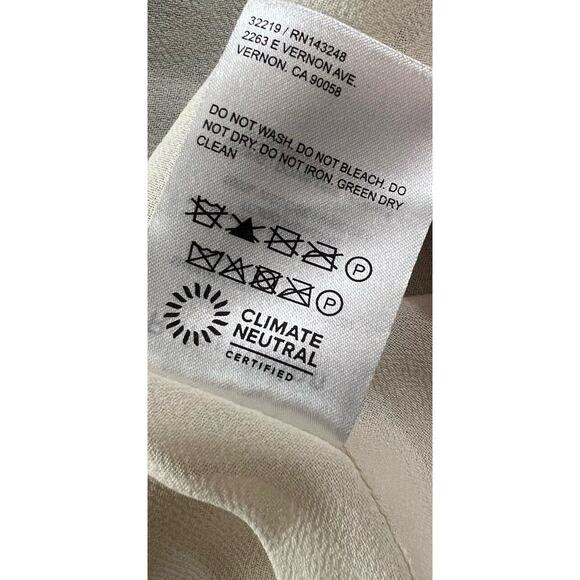 32219 / RN143248
2263 E VERNON AVE.
VERNON. CA 90058
DO NOT WASH. DO NOT BLEACH. DO
NOT DRY. DO NOT IRON. GREEN DRY
CLEAN
P
P
CLIMATE
NEUTRAL
CERTIFIED